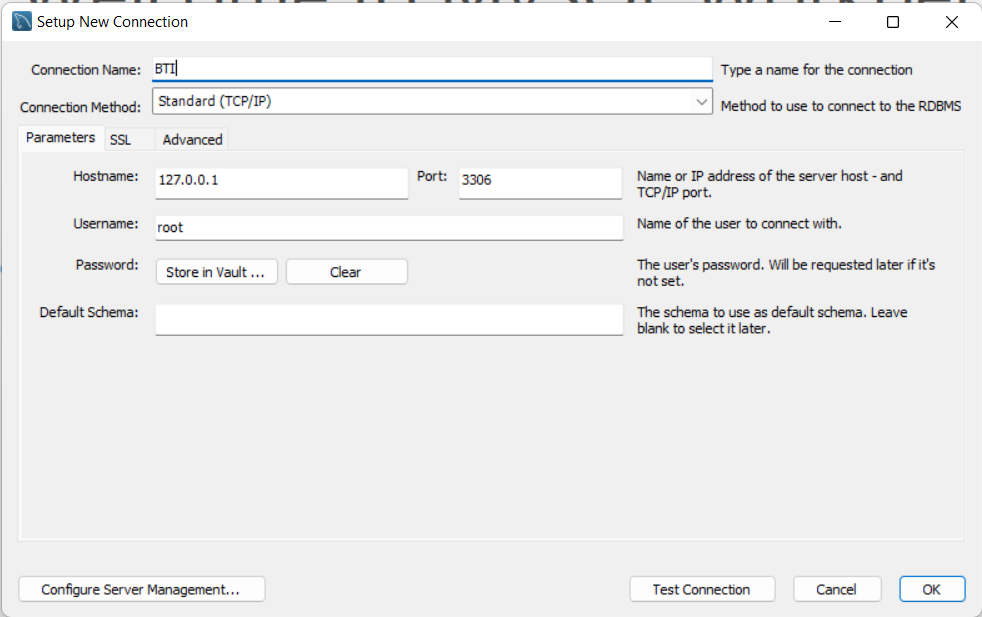 Setup New Connection
Connection Name: BTI Type a name for the connection
Connection Method: Standard (TCP/IP) Method to use to connect to the RDBMS
Parameters SSL Advanced
Hostname: 127.0.0.1 Port: 3306 Name or IP address of the server host - and
TCP/IP port.
Username: root Name of the user to connect with.
Password: Store in Vault ... Clear The user's password. Will be requested later if it's
not set.
Default Schema: The schema to use as default schema. Leave
blank to select it later.
Configure Server Management... Test Connection Cancel OK